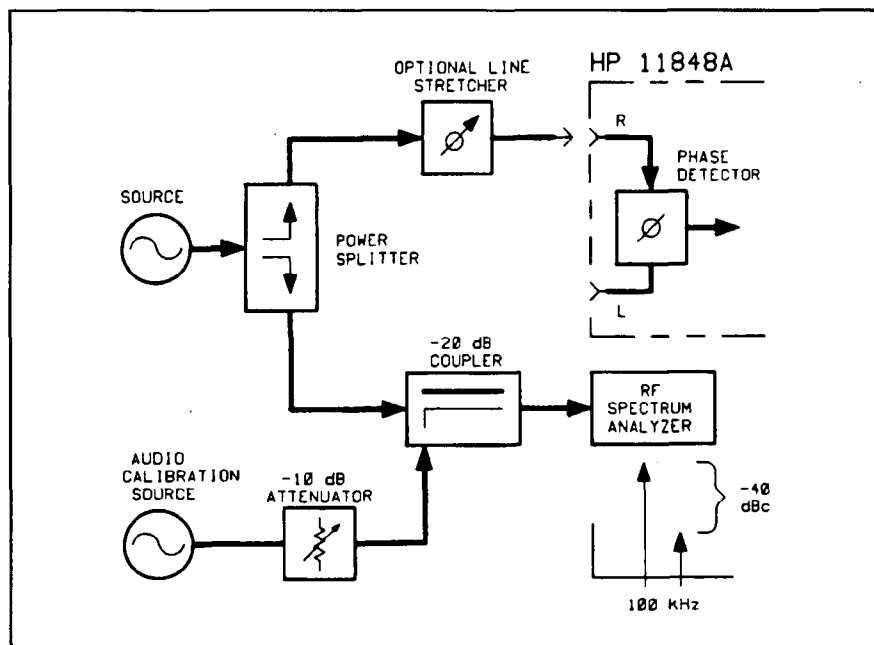 HP 11848A
OPTIONAL LINE
STRETCHER
R
PHASE
DETECTOR
SOURCE
POWER
SPLITTER
L
-20 dB
COUPLER
RF
SPECTRUM
ANALYZER
AUDIO
CALIBRATION
SOURCE
-10 dB
ATTENUATOR
-40
dBc
100 KHz